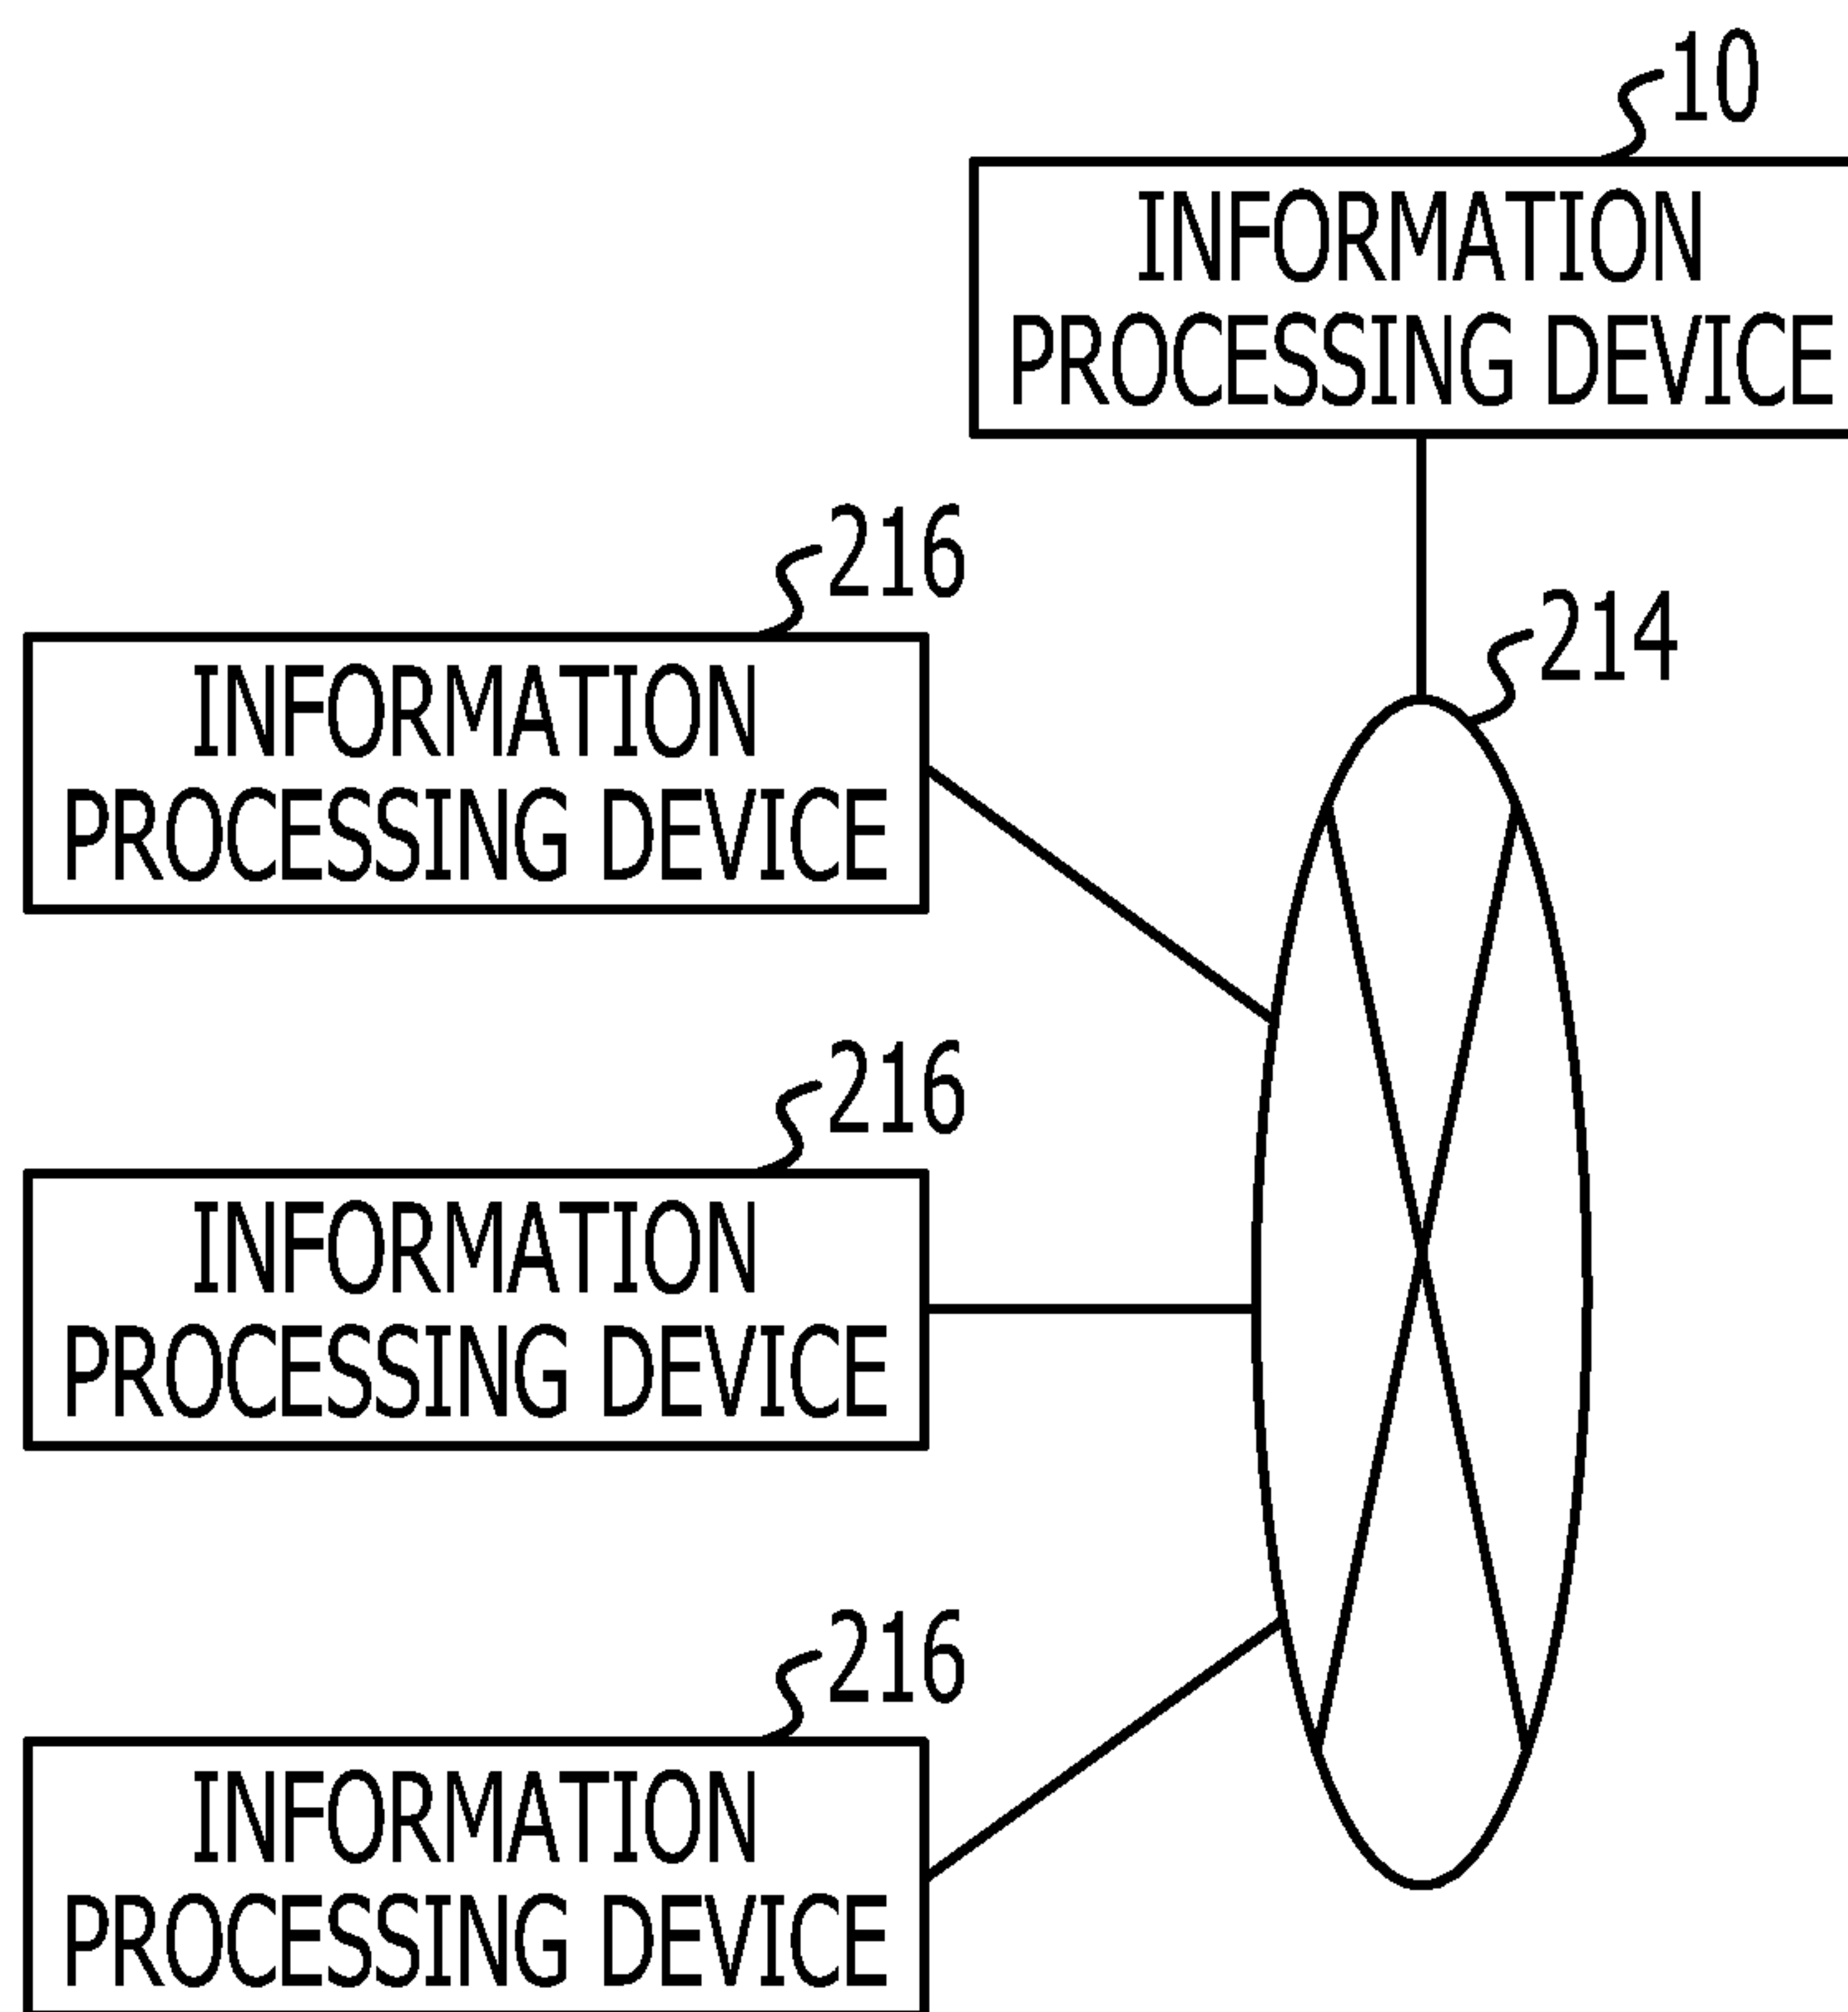 10
INFORMATION
PROCESSING DEVICE
216
INFORMATION
PROCESSING DEVICE
214
216
INFORMATION
PROCESSING DEVICE
216
INFORMATION
PROCESSING DEVICE